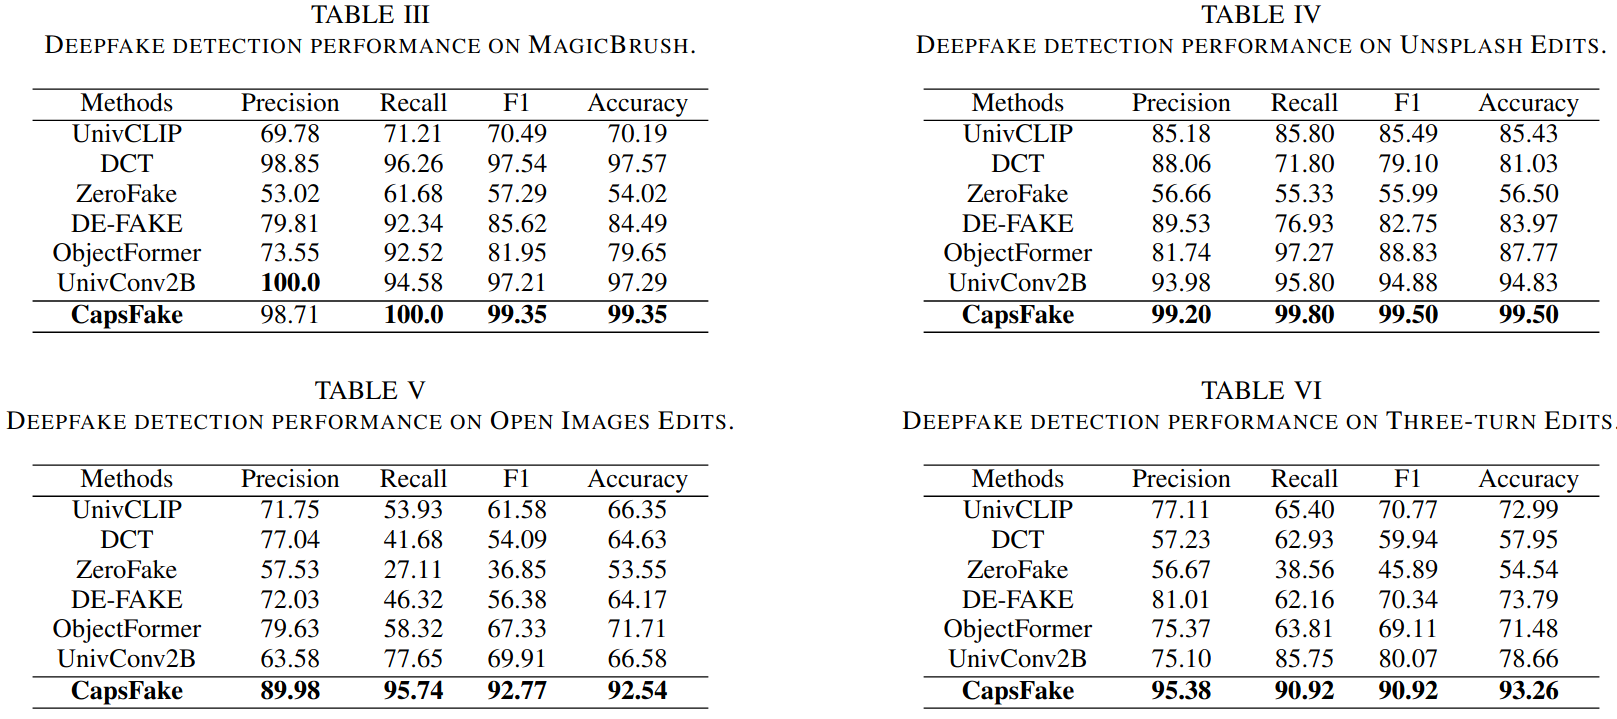 TABLE III
DEEPFAKE DETECTION PERFORMANCE ON MAGICBRUSH.
Methods Precision Recall F1 Accuracy
UnivCLIP 69.78 71.21 70.49 70.19
DCT 98.85 96.26 97.54 97.57
ZeroFake 53.02 61.68 57.29 54.02
DE-FAKE 79.81 92.34 85.62 84.49
ObjectFormer 73.55 92.52 81.95 79.65
UnivConv2B 100.0 94.58 97.21 97.29
CapsFake 98.71 100.0 99.35 99.35
TABLE IV
DEEPFAKE DETECTION PERFORMANCE ON UNSPLASH EDITS.
Methods Precision Recall F1 Accuracy
UnivCLIP 85.18 85.80 85.49 85.43
DCT 88.06 71.80 79.10 81.03
ZeroFake 56.66 55.33 55.99 56.50
DE-FAKE 89.53 76.93 82.75 83.97
ObjectFormer 81.74 97.27 88.83 87.77
UnivConv2B 93.98 95.80 94.88 94.83
CapsFake 99.20 99.80 99.50 99.50
TABLE V
DEEPFAKE DETECTION PERFORMANCE ON OPEN IMAGES EDITS.
Methods Precision Recall F1 Accuracy
UnivCLIP 71.75 53.93 61.58 66.35
DCT 77.04 41.68 54.09 64.63
ZeroFake 57.53 27.11 36.85 53.55
DE-FAKE 72.03 46.32 56.38 64.17
ObjectFormer 79.63 58.32 67.33 71.71
UnivConv2B 63.58 77.65 69.91 66.58
CapsFake 89.98 95.74 92.77 92.54
TABLE VI
DEEPFAKE DETECTION PERFORMANCE ON THREE-TURN EDITS.
Methods Precision Recall F1 Accuracy
UnivCLIP 77.11 65.40 70.77 72.99
DCT 57.23 62.93 59.94 57.95
ZeroFake 56.67 38.56 45.89 54.54
DE-FAKE 81.01 62.16 70.34 73.79
ObjectFormer 75.37 63.81 69.11 71.48
UnivConv2B 75.10 85.75 80.07 78.66
CapsFake 95.38 90.92 90.92 93.26